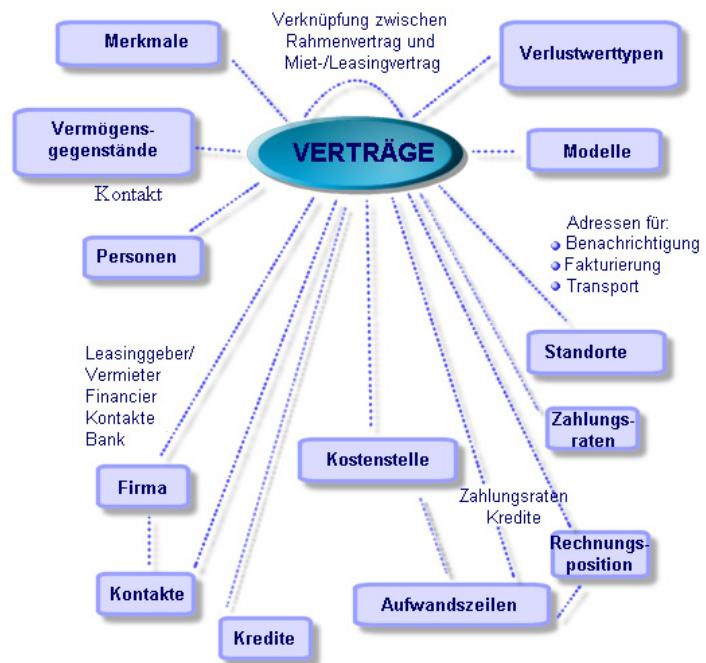 Merkmale
Verknüpfung zwischen
Rahmenvertrag und
Miet-/Leasingvertrag
Verlustwerttypen
Vermögens-
gegenstände
VERTRÄGE
Modelle
Kontakt
Personen
Adressen für:
Benachrichtigung
Fakturierung
Transport
Standorte
Leasinggeber/
Vermieter
Financier
Kontakte
Bank
Zahlungs-
raten
Kostenstelle
Firma
Zahlungsraten
Kredite
Rechnungs-
position
Kontakte
Aufwandszeilen
Kredite